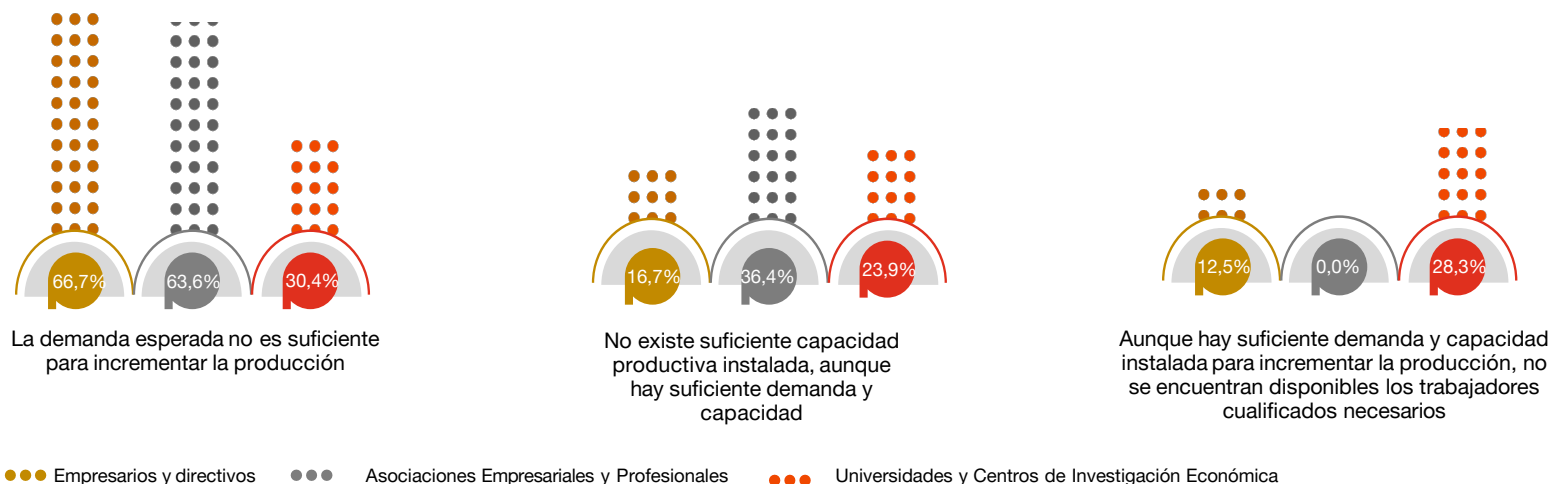 66,7%
63,6%
30,4%
La demanda esperada no es suficiente
para incrementar la producción
16,7%
36,4%
23,9%
No existe suficiente capacidad
productiva instalada, aunque
hay suficiente demanda y
capacidad
12,5%
0,0%
28,3%
Aunque hay suficiente demanda y capacidad
instalada para incrementar la producción, no
se encuentran disponibles los trabajadores
cualificados necesarios
Empresarios y directivos
Asociaciones Empresariales y Profesionales
Universidades y Centros de Investigación Económica